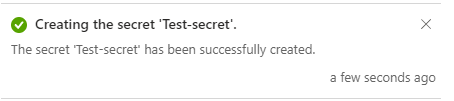 Creating the secret 'Test-secret'.
The secret 'Test-secret' has been successfully created.
a few seconds ago